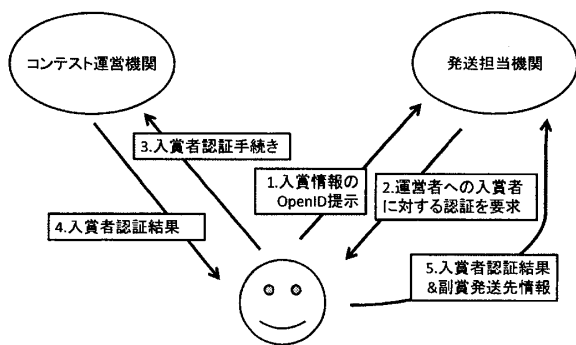 コンテスト運営機関
発送担当機関
3.入賞者認証手続き
1.入賞情報の
OpenID提示
2.運営者への入賞者
に対する認証を要求
4.入賞者認証結果
5.入賞者認証結果
&副賞発送先情報